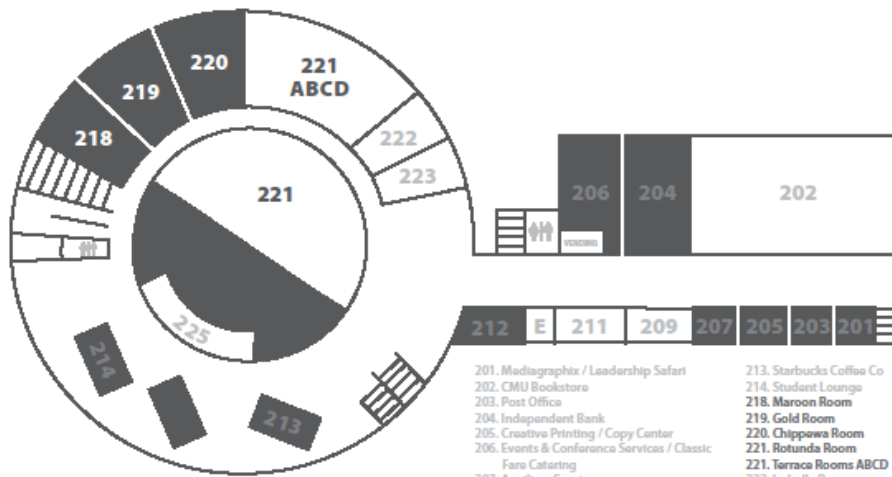 220
221
ABCD
219
218
222
223
221
206
204
202
VENDING
225
214
213
212
E
211
209
207
205
203
201
201. Mediagraphix / Leadership Safari
202. CMU Bookstore
203. Post Office
204. Independent Bank
205. Creative Printing / Copy Center
206. Events & Conference Services / Classic
Fare Catering
213. Starbucks Coffee Co
214. Student Lounge
218. Maroon Room
219. Gold Room
220. Chippewa Room
221. Rotunda Room
221. Terrace Rooms ABCD